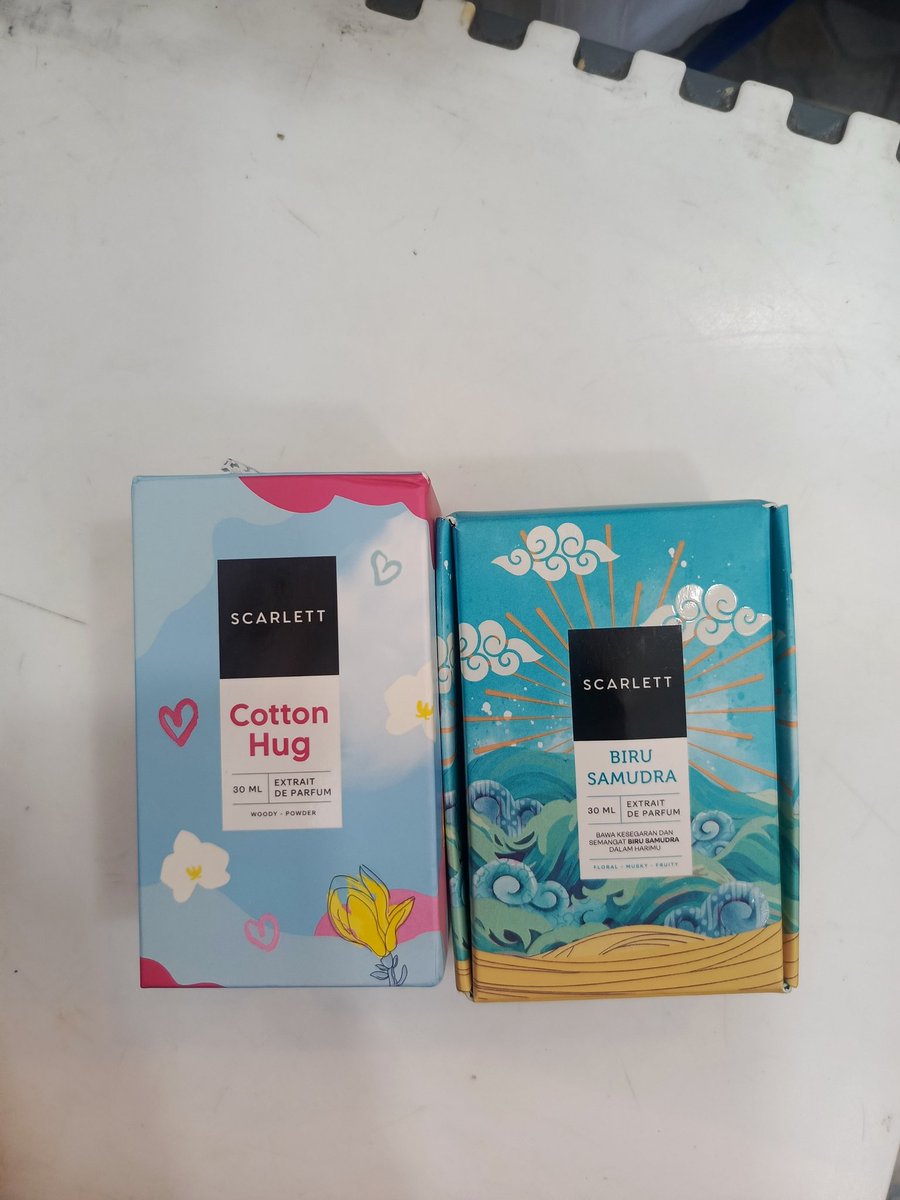 SCARLETT
Cotton
Hug
30 ML
EXTRAIT
DE PARFUM
WOODY - POWDER
SCARLETT
BIRU
SAMUDRA
30 ML
EXTRAIT
DE PARFUM
BAWA KESEGARAN DAN
SEMANGAT BIRU SAMUDRA
DALAM HARIMU
FLORAL - MUSKY - FRUITY